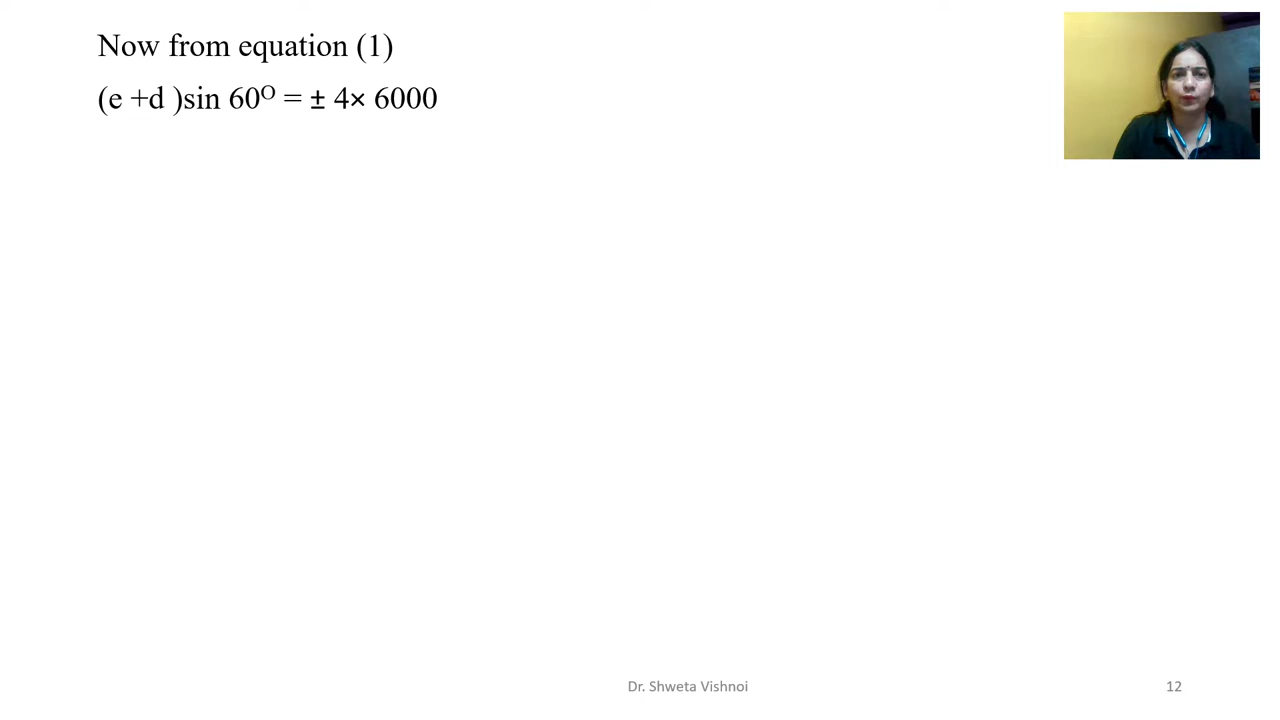 Now from equation (1)
(e +d )sin 60ᴼ = ± 4× 6000
Dr. Shweta Vishnoi
12